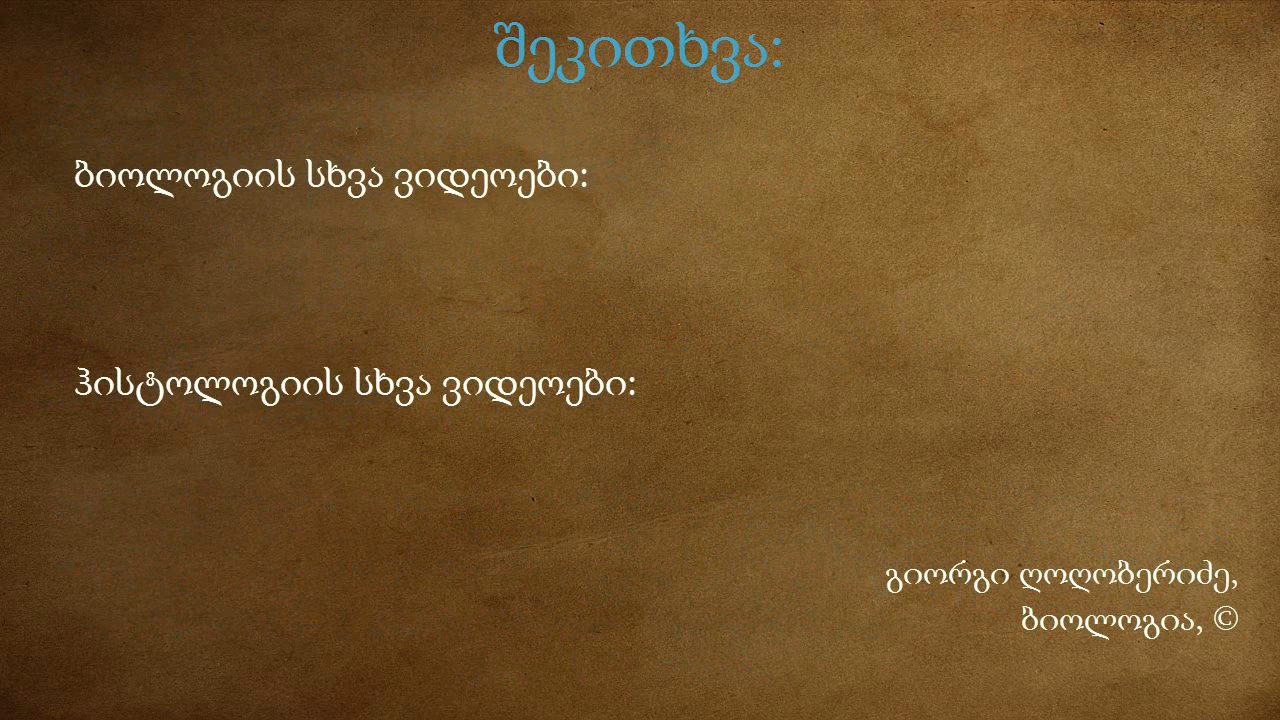 შეკითხვა:
ბიოლოგიის სხვა ვიდეოები:
ჰისტოლოგიის სხვა ვიდეოები:
გიორგი ღოღობერიძე,
ბიოლოგია, ©